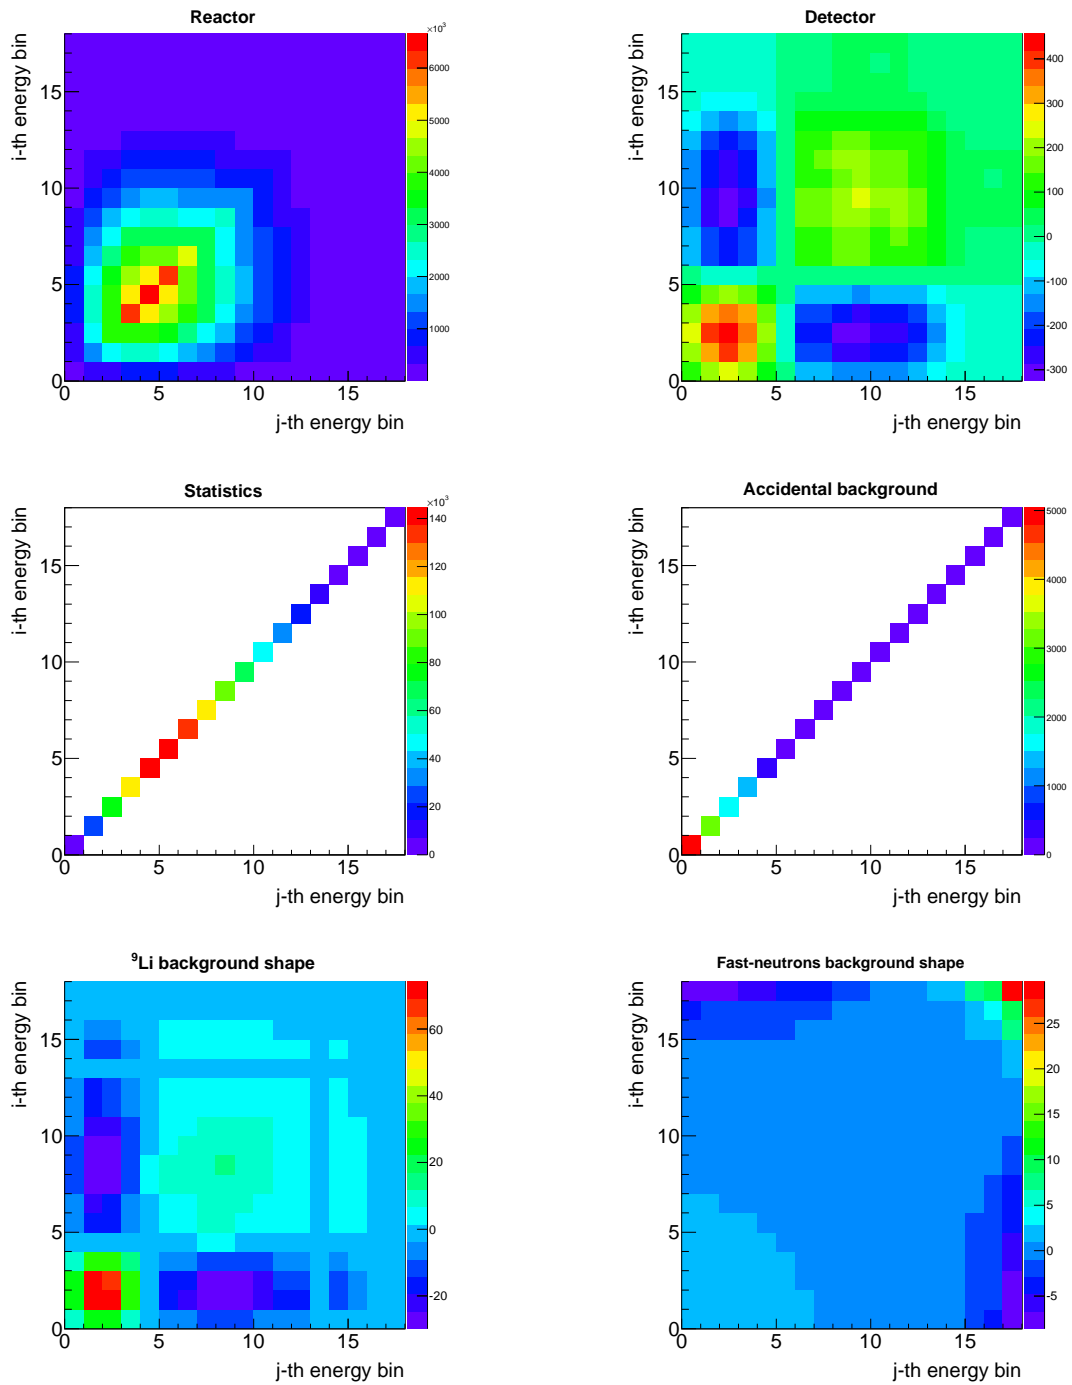 Reactor
×10³
i-th energy bin
15
10
5
0
0 5 10 15
j-th energy bin
6000
5000
4000
3000
2000
1000
Detector
i-th energy bin
15
10
5
0
0 5 10 15
j-th energy bin
400
300
200
100
0
-100
-200
-300
Statistics
×10³
i-th energy bin
15
10
5
0
0 5 10 15
j-th energy bin
140
120
100
80
60
40
20
0
Accidental background
i-th energy bin
15
10
5
0
0 5 10 15
j-th energy bin
5000
4000
3000
2000
1000
0
⁹Li background shape
i-th energy bin
15
10
5
0
0 5 10 15
j-th energy bin
60
40
20
0
-20
Fast-neutrons background shape
i-th energy bin
15
10
5
0
0 5 10 15
j-th energy bin
25
20
15
10
5
0
-5